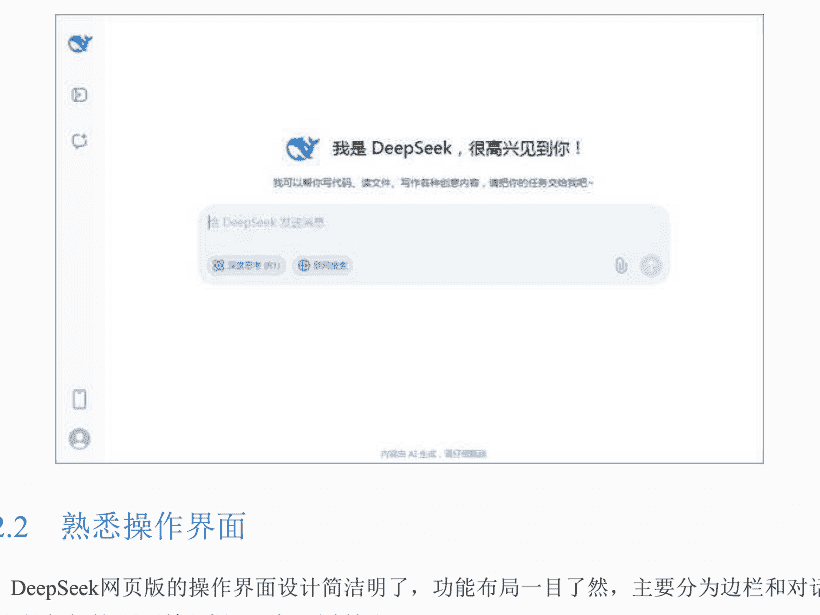 我是 DeepSeek，很高兴见到你！
我可以帮你写代码、读文件、写作各种创意内容，请把你的任务交给我吧~
给 DeepSeek 发送消息
深度思考 (R1) 联网搜索
内容由 AI 生成，请仔细甄别
2.2 熟悉操作界面
DeepSeek网页版的操作界面设计简洁明了，功能布局一目了然，主要分为边栏和对话